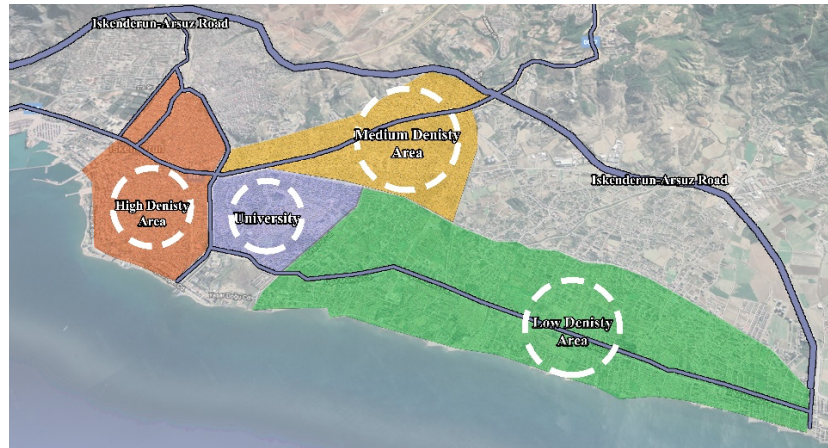 Iskenderun-Arsuz Road
Medium Denisty
Area
Iskenderun-Arsuz Road
High Denisty
Area
University
Low Denisty
Area